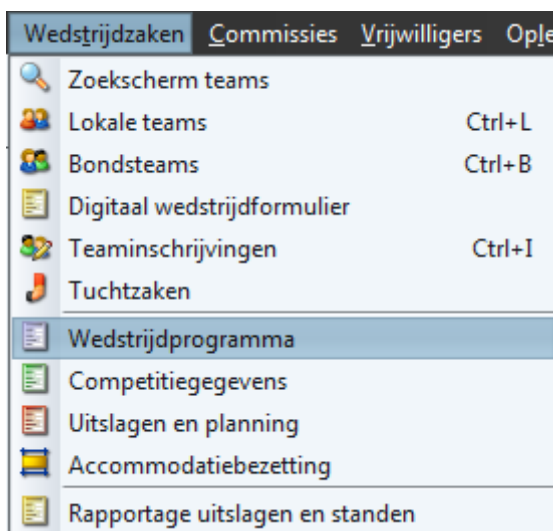 Wedstrijdzaken Commissies Vrijwilligers
Zoekscherm teams
Lokale teams Ctrl+L
Bondsteams Ctrl+B
Digitaal wedstrijdformulier
Teaminschrijvingen Ctrl+I
Tuchtzaken
Wedstrijdprogramma
Competitiegegevens
Uitslagen en planning
Accommodatiebezetting
Rapportage uitslagen en standen